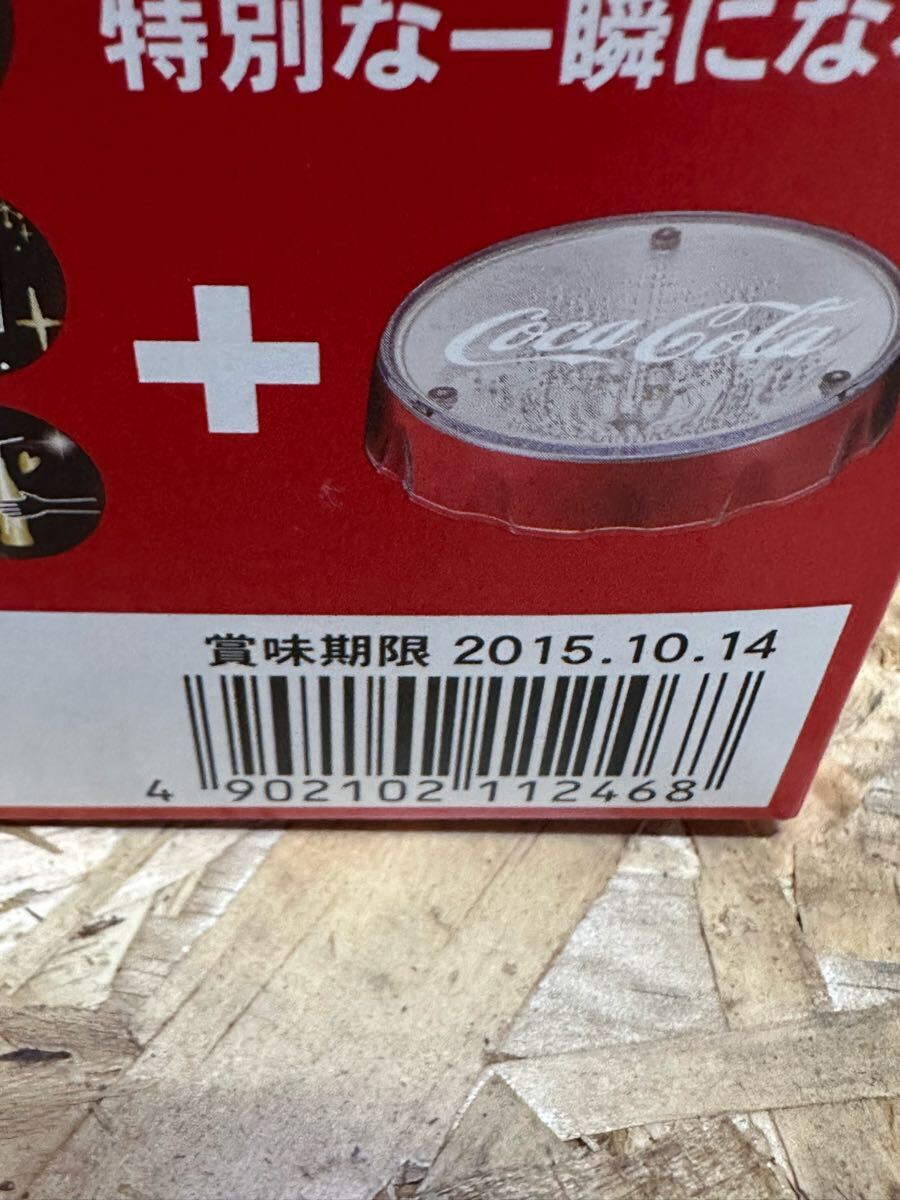 特別な一瞬にな
Coca-Cola
賞味期限 2015.10.14
4 902102 112468